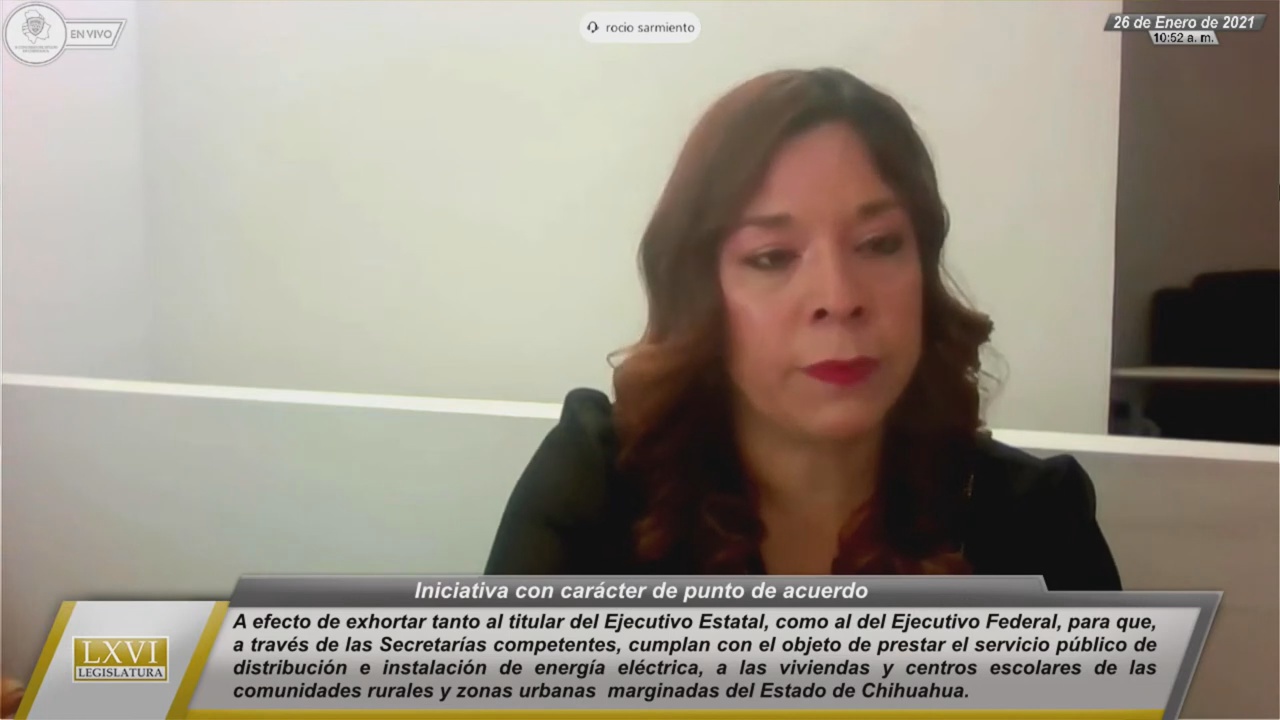 EN VIVO
rocio sarmiento
26 de Enero de 2021
10:52 a. m.
Iniciativa con carácter de punto de acuerdo
A efecto de exhortar tanto al titular del Ejecutivo Estatal, como al del Ejecutivo Federal, para que,
a través de las Secretarías competentes, cumplan con el objeto de prestar el servicio público de
distribución e instalación de energía eléctrica, a las viviendas y centros escolares de las
comunidades rurales y zonas urbanas marginadas del Estado de Chihuahua.
LXVI
LEGISLATURA